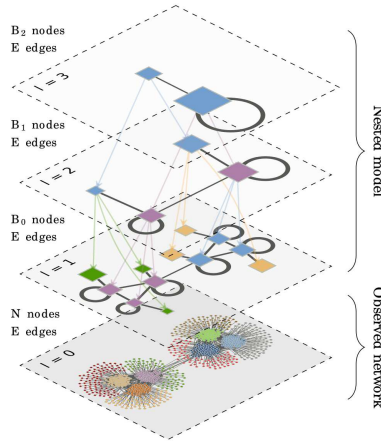 B₂ nodes
E edges
l = 3
B₁ nodes
E edges
l = 2
B₀ nodes
E edges
l = 1
N nodes
E edges
l = 0
Nested model
Observed network